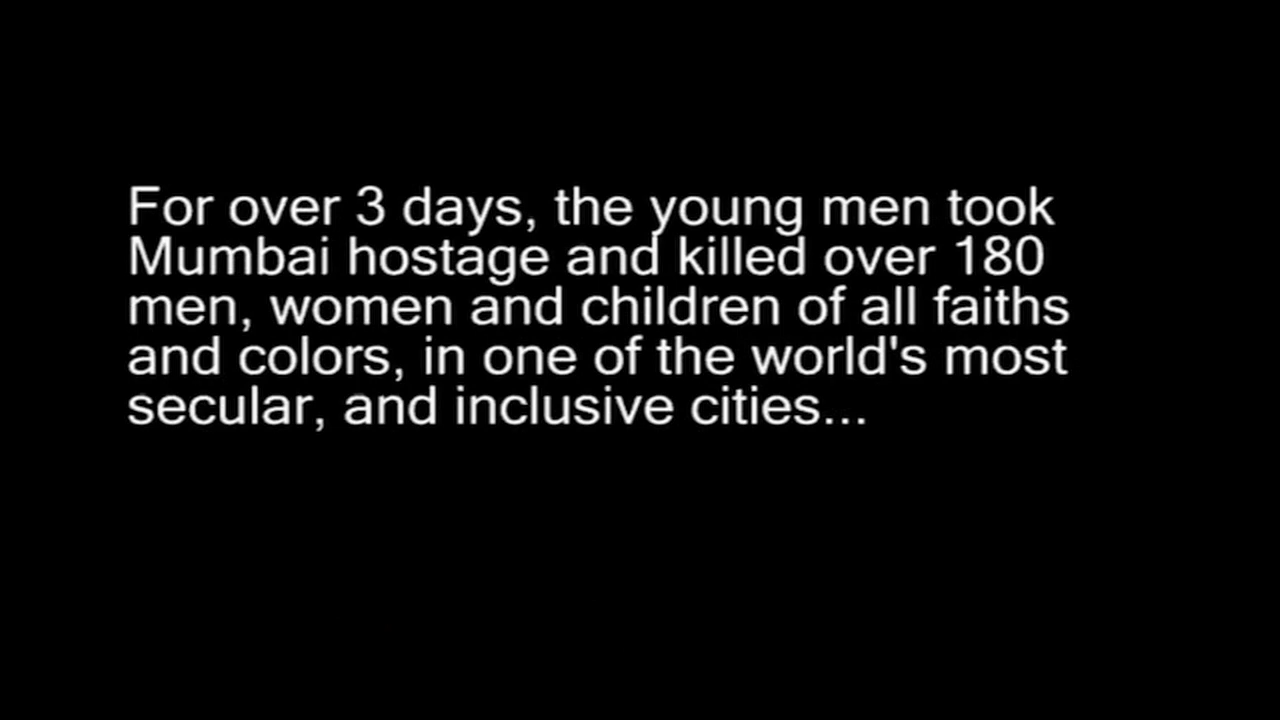 For over 3 days, the young men took
Mumbai hostage and killed over 180
men, women and children of all faiths
and colors, in one of the world's most
secular, and inclusive cities...